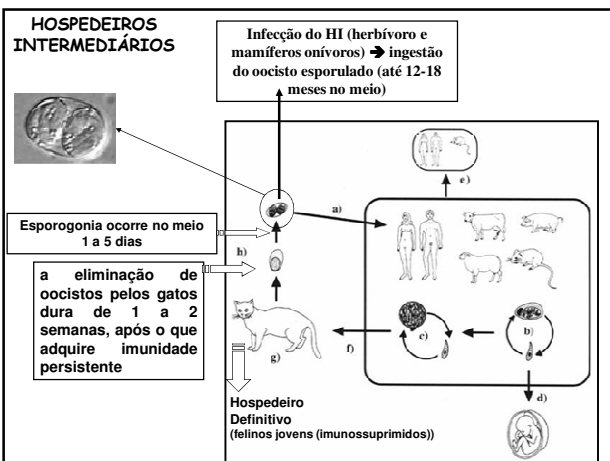 HOSPEDEIROS
INTERMEDIÁRIOS
Infecção do HI (herbívoro e
mamíferos onívoros) ➔ ingestão
do oocisto esporulado (até 12-18
meses no meio)
e)
a)
Esporogonia ocorre no meio
1 a 5 dias
h)
a eliminação de
oocistos pelos gatos
dura de 1 a 2
semanas, após o que
adquire imunidade
persistente
g)
f)
c)
b)
d)
Hospedeiro
Definitivo
(felinos jovens (imunossuprimidos))